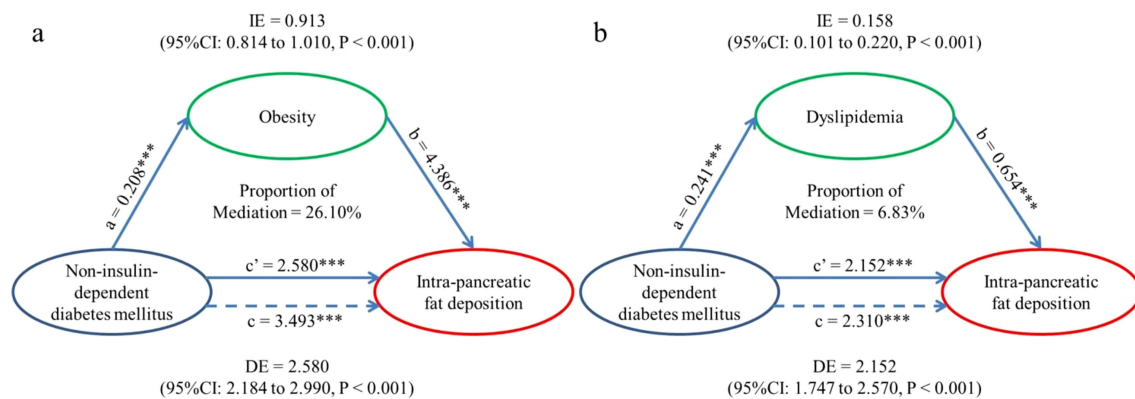 a
IE = 0.913
(95%CI: 0.814 to 1.010, P < 0.001)
Obesity
a = 0.208***
b = 4.386***
Proportion of
Mediation = 26.10%
Non-insulin-
dependent
diabetes mellitus
c’ = 2.580***
c = 3.493***
Intra-pancreatic
fat deposition
DE = 2.580
(95%CI: 2.184 to 2.990, P < 0.001)
b
IE = 0.158
(95%CI: 0.101 to 0.220, P < 0.001)
Dyslipidemia
a = 0.241***
b = 0.654***
Proportion of
Mediation = 6.83%
Non-insulin-
dependent
diabetes mellitus
c’ = 2.152***
c = 2.310***
Intra-pancreatic
fat deposition
DE = 2.152
(95%CI: 1.747 to 2.570, P < 0.001)